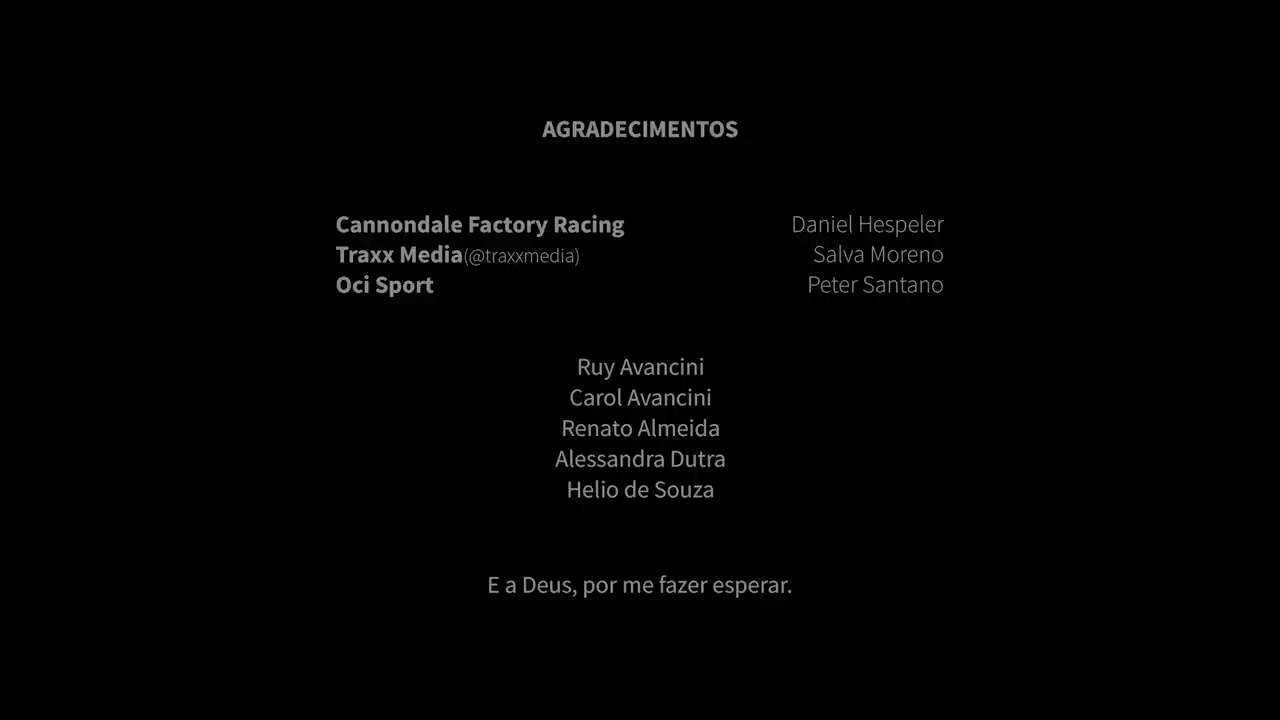 AGRADECIMENTOS
Cannondale Factory Racing Daniel Hespeler
Traxx Media(@traxxmedia) Salva Moreno
Oci Sport Peter Santano
Ruy Avancini
Carol Avancini
Renato Almeida
Alessandra Dutra
Helio de Souza
E a Deus, por me fazer esperar.